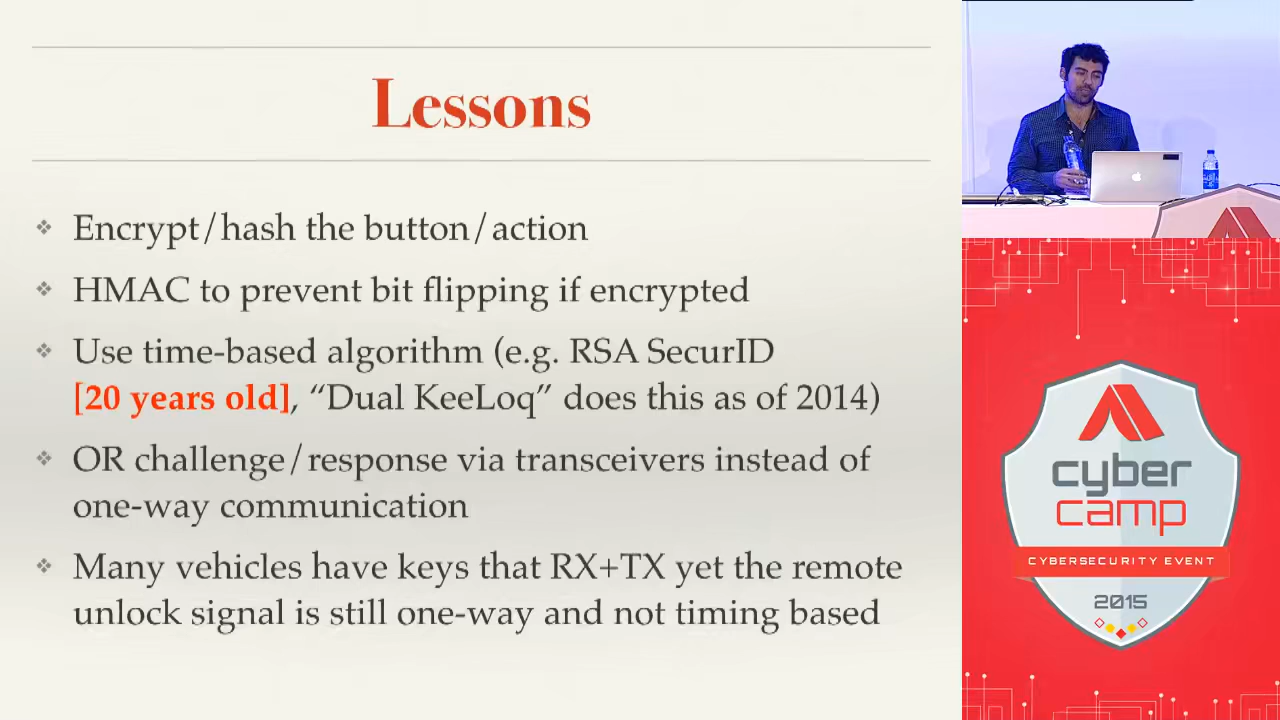 Lessons
❖ Encrypt/hash the button/action
❖ HMAC to prevent bit flipping if encrypted
❖ Use time-based algorithm (e.g. RSA SecurID
[20 years old], “Dual KeeLoq” does this as of 2014)
❖ OR challenge/response via transceivers instead of
one-way communication
❖ Many vehicles have keys that RX+TX yet the remote
unlock signal is still one-way and not timing based
cyber
camp
CYBERSECURITY EVENT
2015